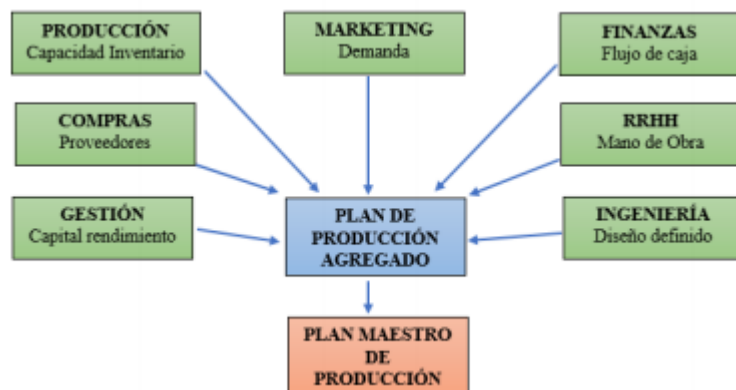 PRODUCCIÓN
Capacidad Inventario
MARKETING
Demanda
FINANZAS
Flujo de caja
COMPRAS
Proveedores
RRHH
Mano de Obra
GESTIÓN
Capital rendimiento
PLAN DE
PRODUCCIÓN
AGREGADO
INGENIERÍA
Diseño definido
PLAN MAESTRO
DE
PRODUCCIÓN